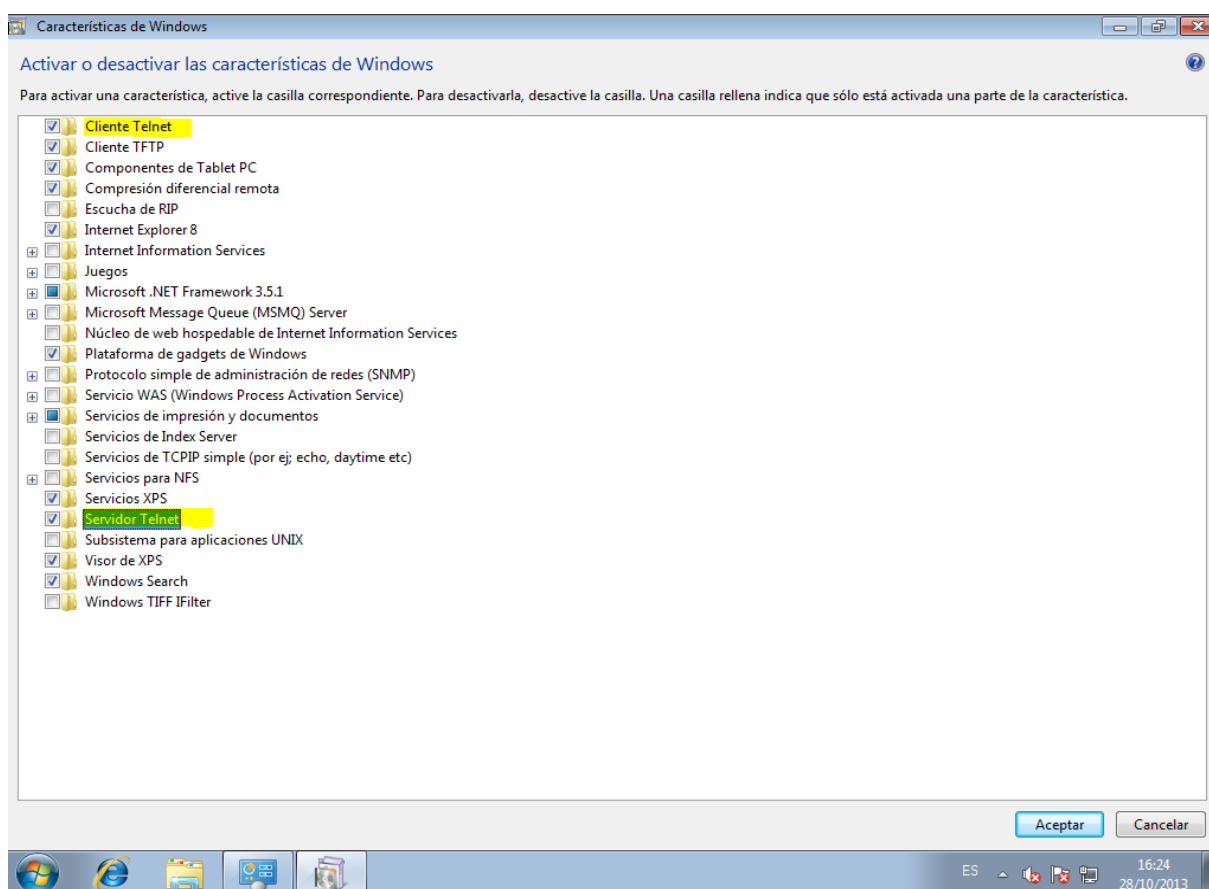 Características de Windows
Activar o desactivar las características de Windows
Para activar una característica, active la casilla correspondiente. Para desactivarla, desactive la casilla. Una casilla rellena indica que sólo está activada una parte de la característica.
Cliente Telnet
Cliente TFTP
Componentes de Tablet PC
Compresión diferencial remota
Escucha de RIP
Internet Explorer 8
Internet Information Services
Juegos
Microsoft .NET Framework 3.5.1
Microsoft Message Queue (MSMQ) Server
Núcleo de web hospedable de Internet Information Services
Plataforma de gadgets de Windows
Protocolo simple de administración de redes (SNMP)
Servicio WAS (Windows Process Activation Service)
Servicios de impresión y documentos
Servicios de Index Server
Servicios de TCPIP simple (por ej; echo, daytime etc)
Servicios para NFS
Servicios XPS
Servidor Telnet
Subsistema para aplicaciones UNIX
Visor de XPS
Windows Search
Windows TIFF IFilter
Aceptar Cancelar
ES 16:24
28/10/2013